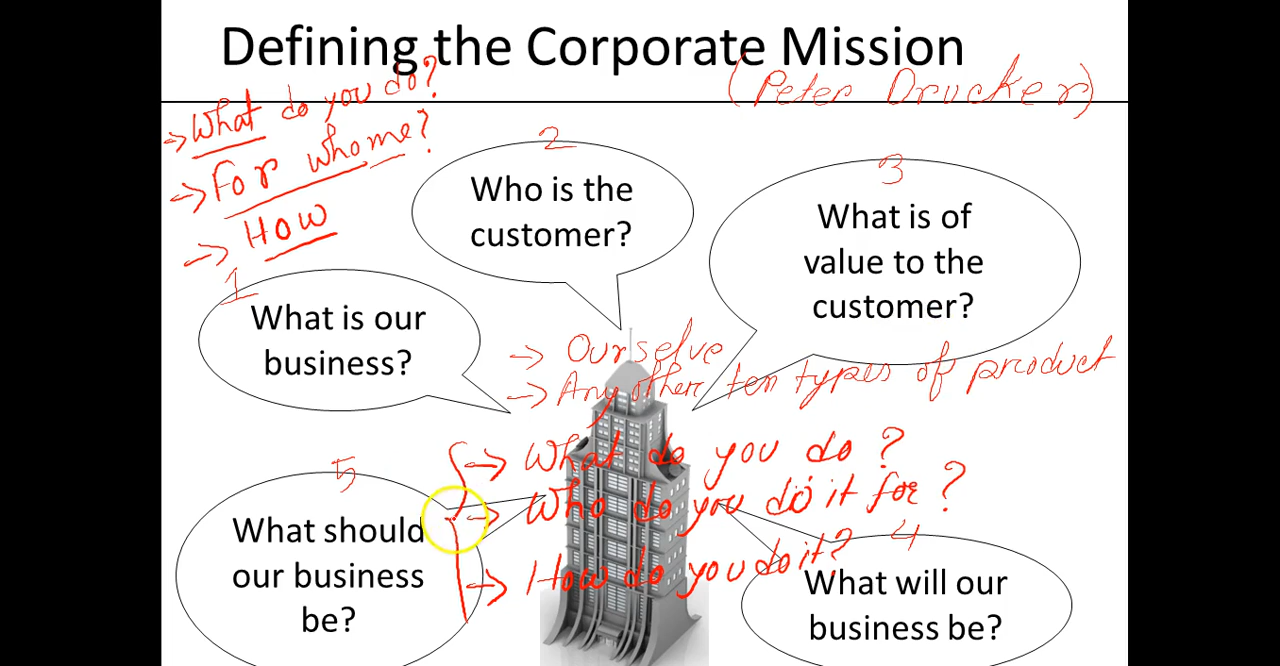 Defining the Corporate Mission
(Peter Drucker)
→ What do you do?
→ For whome?
→ How
1
What is our
business?
2
Who is the
customer?
3
What is of
value to the
customer?
→ Ourselve
→ Any other ten types of product
→ What do you do?
→ Who do you do it for?
→ How do you do it?
4
What will our
business be?
5
What should
our business
be?